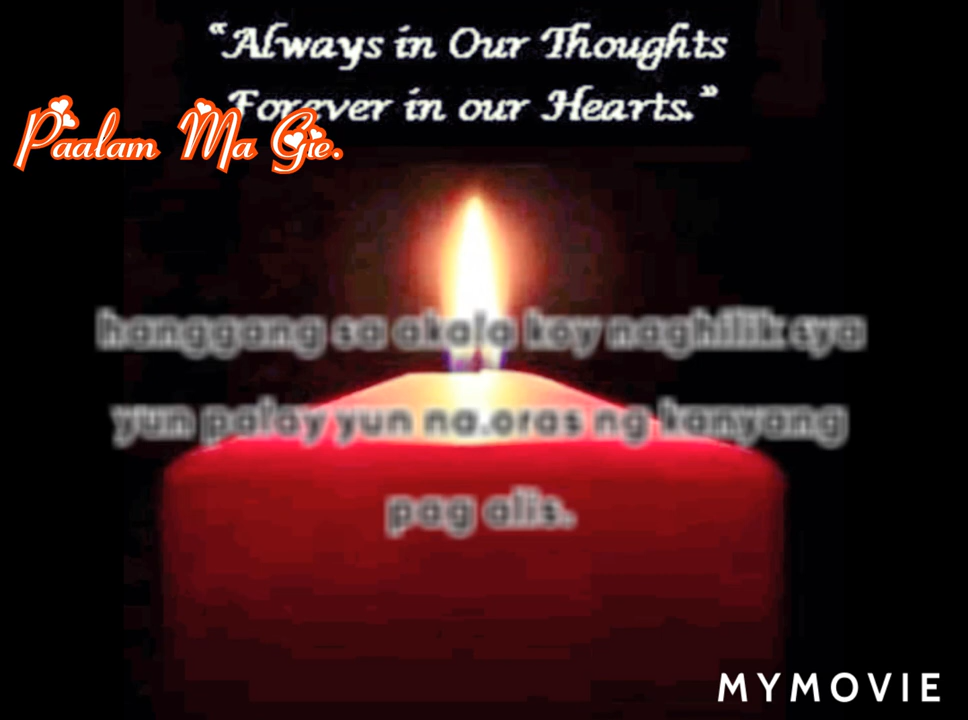 “Always in Our Thoughts
Forever in our Hearts.”
Paalam Ma Gie.
hanggang sa akala koy naghilik sya
yun palay yun na.oras ng kanyang
pag alis.
MYMOVIE